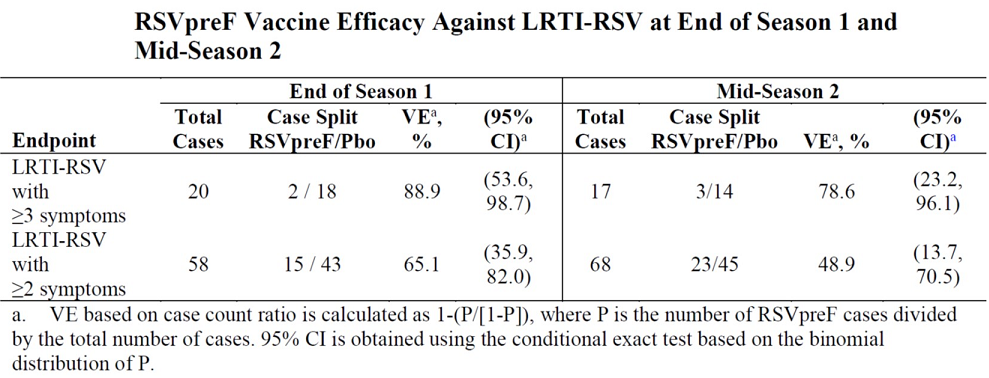 RSVpreF Vaccine Efficacy Against LRTI-RSV at End of Season 1 and
Mid-Season 2
End of Season 1 Mid-Season 2
Endpoint Total Cases Case Split RSVpreF/Pbo VEa, % (95% CI)a Total Cases Case Split RSVpreF/Pbo VEa, % (95% CI)a
LRTI-RSV with ≥3 symptoms 20 2 / 18 88.9 (53.6, 98.7) 17 3/14 78.6 (23.2, 96.1)
LRTI-RSV with ≥2 symptoms 58 15 / 43 65.1 (35.9, 82.0) 68 23/45 48.9 (13.7, 70.5)
a. VE based on case count ratio is calculated as 1-(P/[1-P]), where P is the number of RSVpreF cases divided
by the total number of cases. 95% CI is obtained using the conditional exact test based on the binomial
distribution of P.